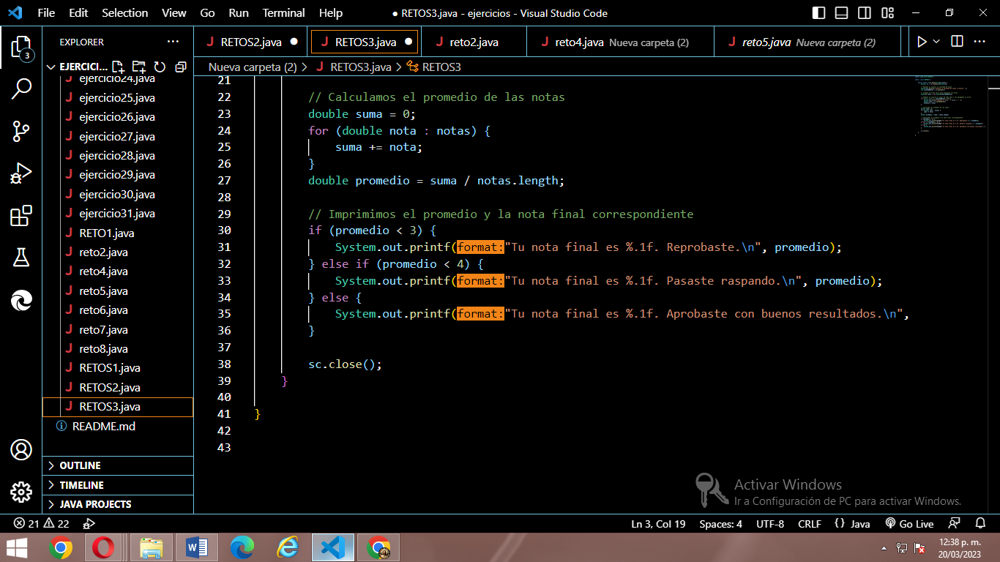 File Edit Selection View Go Run Terminal Help ● RETOS3.java - ejercicios - Visual Studio Code
EXPLORER ···
RETOS2.java RETOS3.java reto2.java reto4.java Nueva carpeta (2) reto5.java Nueva carpeta (2)
3
EJERCICI...
Nueva carpeta (2) > RETOS3.java > RETOS3
ejercicio24.java
ejercicio25.java
ejercicio26.java
ejercicio27.java
ejercicio28.java
ejercicio29.java
ejercicio30.java
ejercicio31.java
RETO1.java
reto2.java
reto4.java
reto5.java
reto6.java
reto7.java
reto8.java
RETOS1.java
RETOS2.java
RETOS3.java
README.md
OUTLINE
TIMELINE
JAVA PROJECTS
21
22 // Calculamos el promedio de las notas
23 double suma = 0;
24 for (double nota : notas) {
25 suma += nota;
26 }
27 double promedio = suma / notas.length;
28
29 // Imprimimos el promedio y la nota final correspondiente
30 if (promedio < 3) {
31 System.out.printf(format:"Tu nota final es %.1f. Reprobaste.\n", promedio);
32 } else if (promedio < 4) {
33 System.out.printf(format:"Tu nota final es %.1f. Pasaste raspando.\n", promedio);
34 } else {
35 System.out.printf(format:"Tu nota final es %.1f. Aprobaste con buenos resultados.\n",
36 }
37
38 sc.close();
39 }
40
41 }
42
43
Activar Windows
Ir a Configuración de PC para activar Windows.
21 22 Ln 3, Col 19 Spaces: 4 UTF-8 CRLF {} Java Go Live
12:38 p. m.
20/03/2023